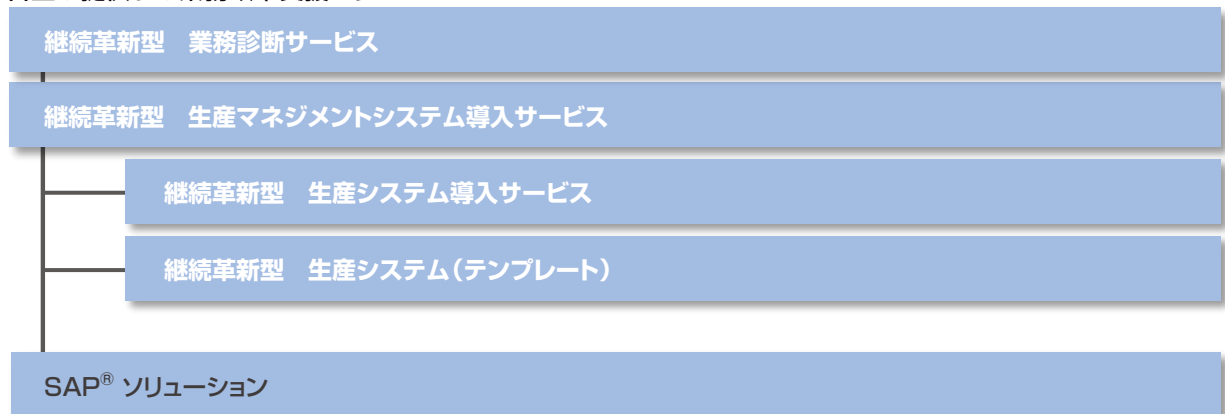 継続革新型　業務診断サービス
継続革新型　生産マネジメントシステム導入サービス
継続革新型　生産システム導入サービス
継続革新型　生産システム（テンプレート）
SAP® ソリューション